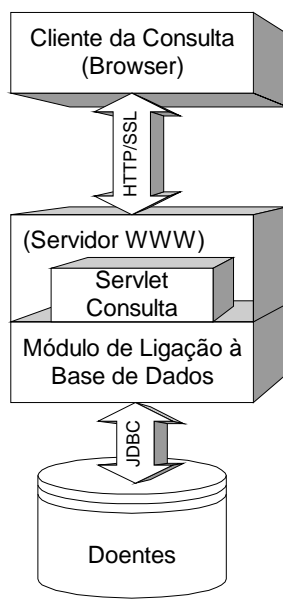 Cliente da Consulta
(Browser)
HTTP/SSL
(Servidor WWW)
Servlet
Consulta
Módulo de Ligação à
Base de Dados
JDBC
Doentes